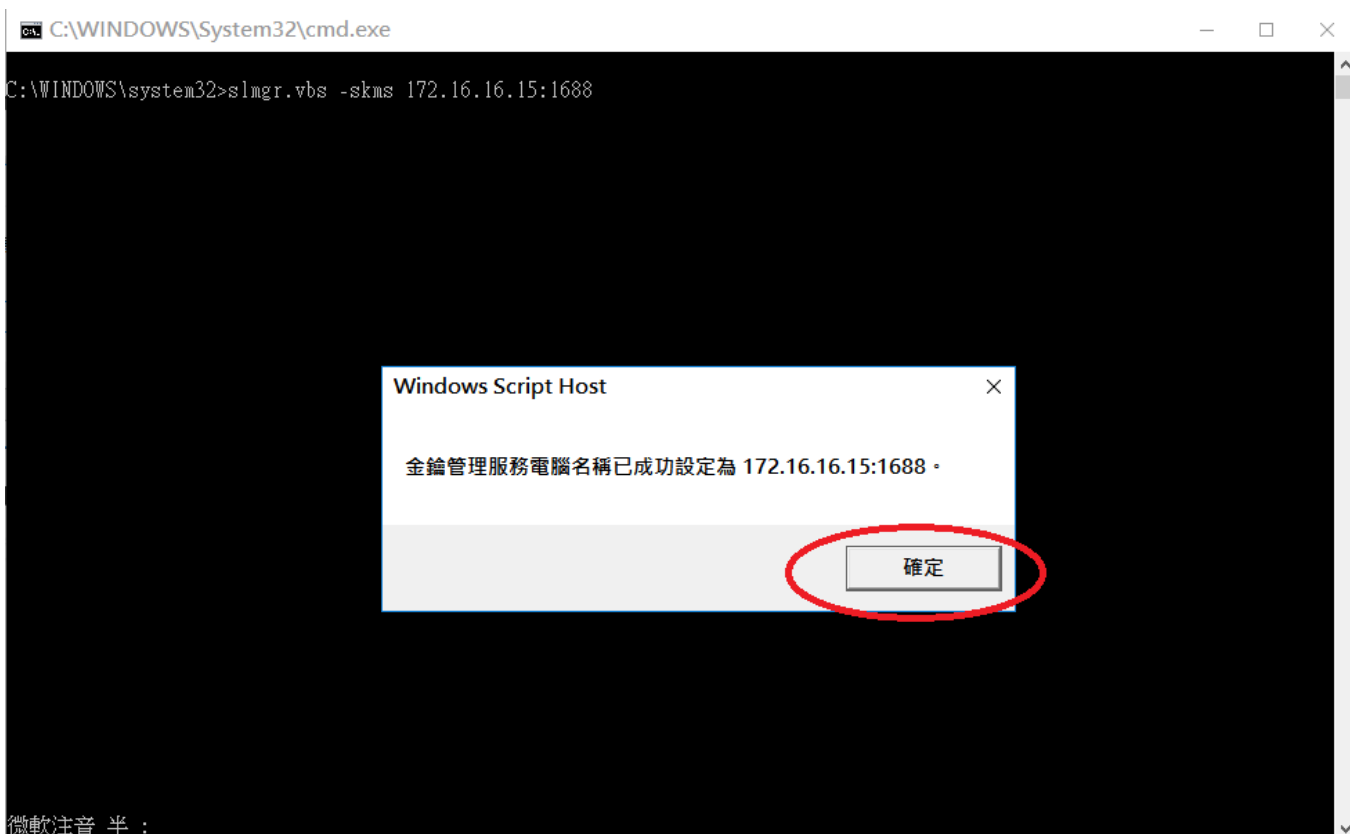 C:\WINDOWS\System32\cmd.exe
C:\WINDOWS\system32>slmgr.vbs -skms 172.16.16.15:1688
Windows Script Host
金鑰管理服務電腦名稱已成功設定為 172.16.16.15:1688。
確定
微軟注音 半 :